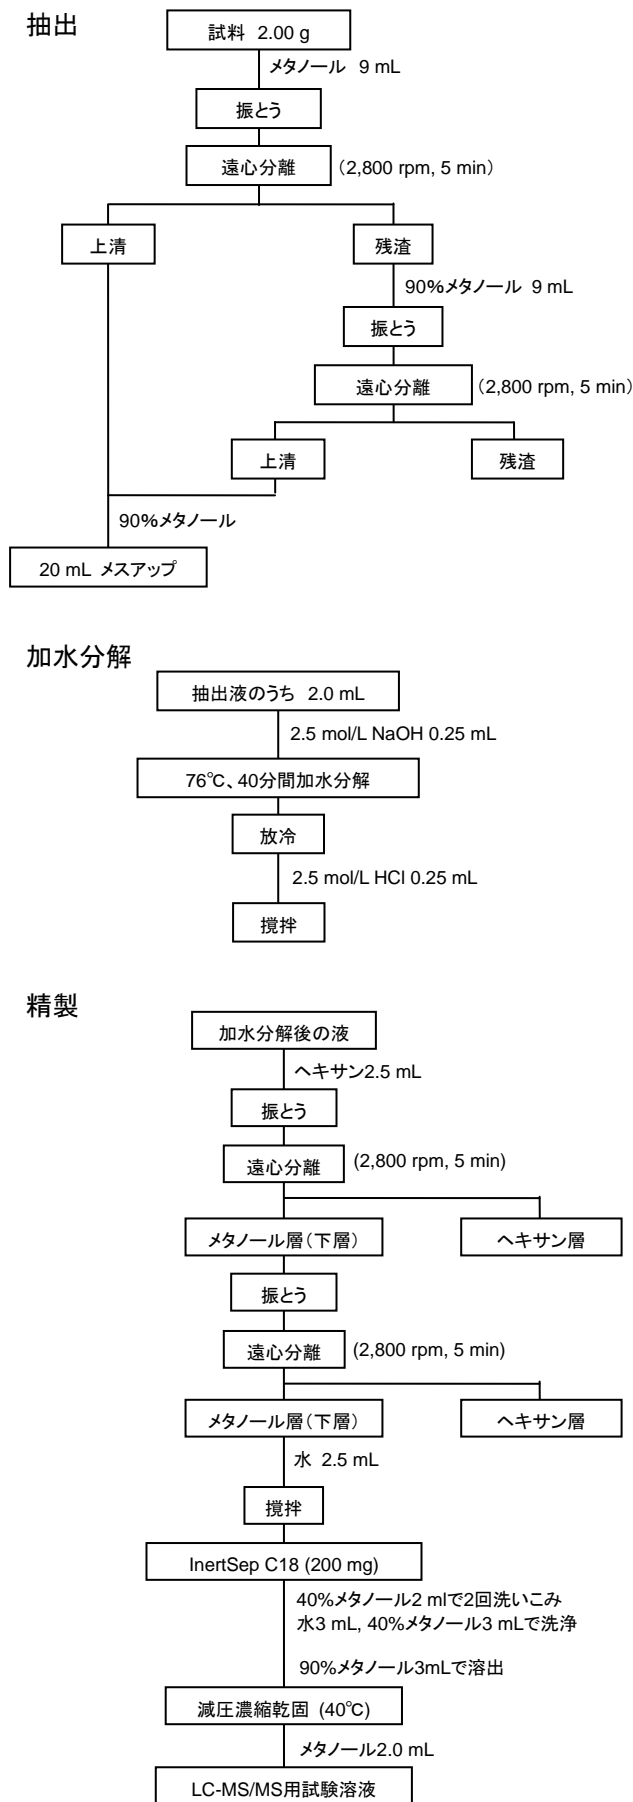 抽出
試料 2.00 g
メタノール 9 mL
振とう
遠心分離
(2,800 rpm, 5 min)
上清
残渣
90%メタノール 9 mL
振とう
遠心分離
(2,800 rpm, 5 min)
上清
残渣
90%メタノール
20 mL メスアップ
加水分解
抽出液のうち 2.0 mL
2.5 mol/L NaOH 0.25 mL
76℃、40分間加水分解
放冷
2.5 mol/L HCl 0.25 mL
撹拌
精製
加水分解後の液
ヘキサン2.5 mL
振とう
遠心分離
(2,800 rpm, 5 min)
メタノール層(下層)
ヘキサン層
振とう
遠心分離
(2,800 rpm, 5 min)
メタノール層(下層)
ヘキサン層
水 2.5 mL
撹拌
InertSep C18 (200 mg)
40%メタノール2 mlで2回洗いこみ
水3 mL, 40%メタノール3 mLで洗浄
90%メタノール3mLで溶出
減圧濃縮乾固 (40℃)
メタノール2.0 mL
LC-MS/MS用試験溶液